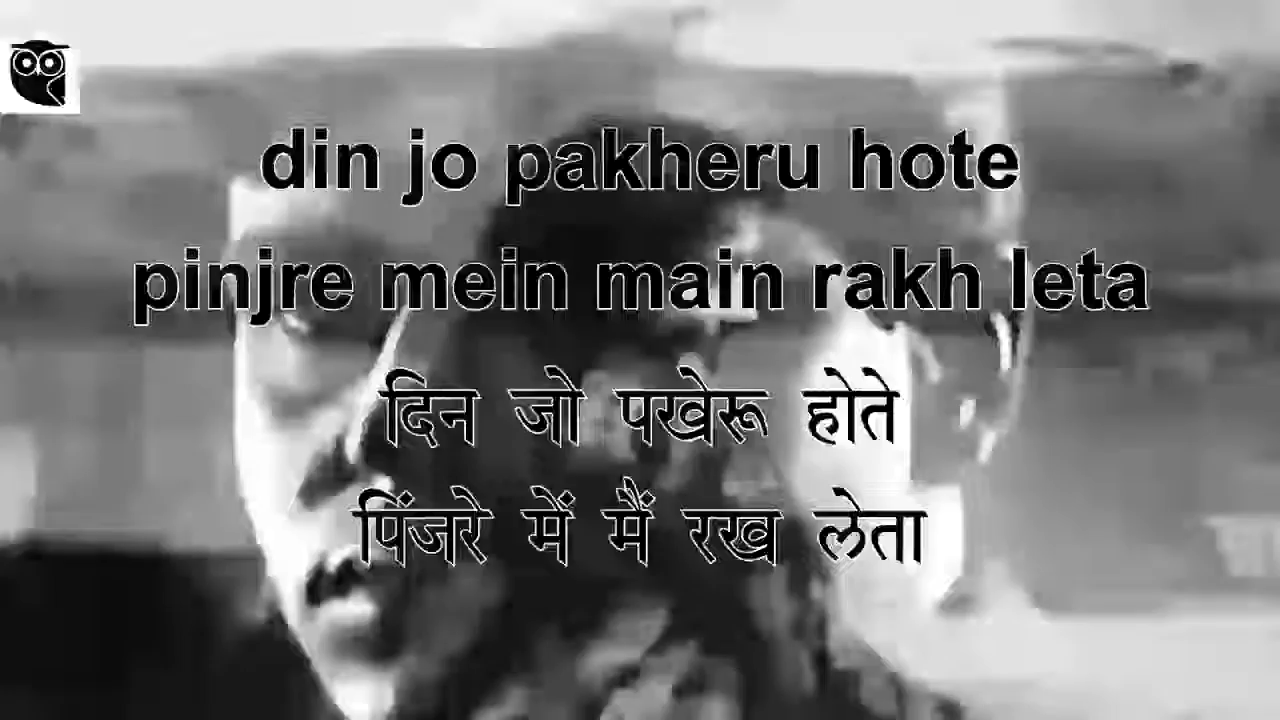 din jo pakheru hote
pinjre mein main rakh leta
दिन जो पखेरू होते
पिंजरे में मैं रख लेता